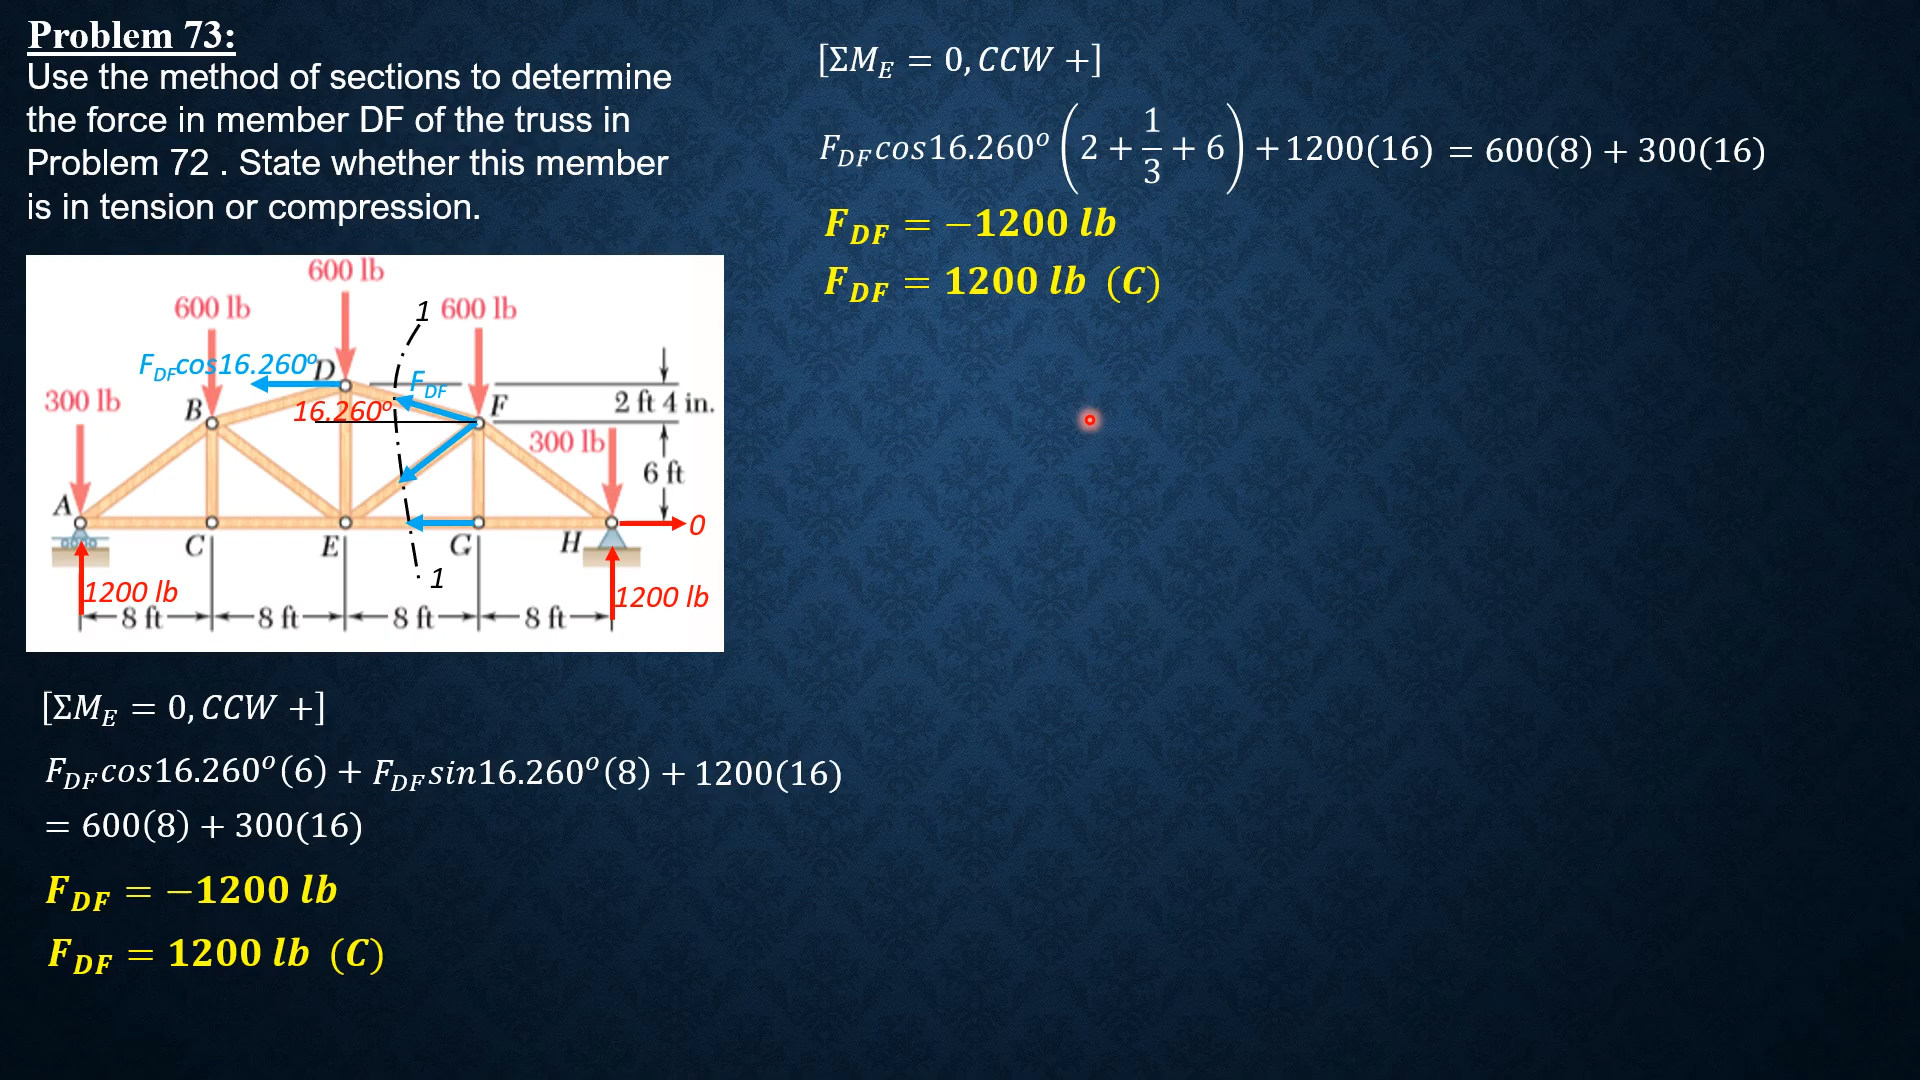 Problem 73:
Use the method of sections to determine
the force in member DF of the truss in
Problem 72 . State whether this member
is in tension or compression.
600 lb
600 lb
1
600 lb
F_DF cos16.260° D
F_DF
300 lb
B
16.260°
F
2 ft 4 in.
300 lb
6 ft
A
0
C
E
G
H
1
1200 lb
1200 lb
8 ft
8 ft
8 ft
8 ft
[ΣM_E = 0, CCW +]
F_DF cos16.260°(6) + F_DF sin16.260°(8) + 1200(16)
= 600(8) + 300(16)
F_DF = −1200 lb
F_DF = 1200 lb (C)
[ΣM_E = 0, CCW +]
F_DF cos16.260° (2 + 1/3 + 6) + 1200(16) = 600(8) + 300(16)
F_DF = −1200 lb
F_DF = 1200 lb (C)